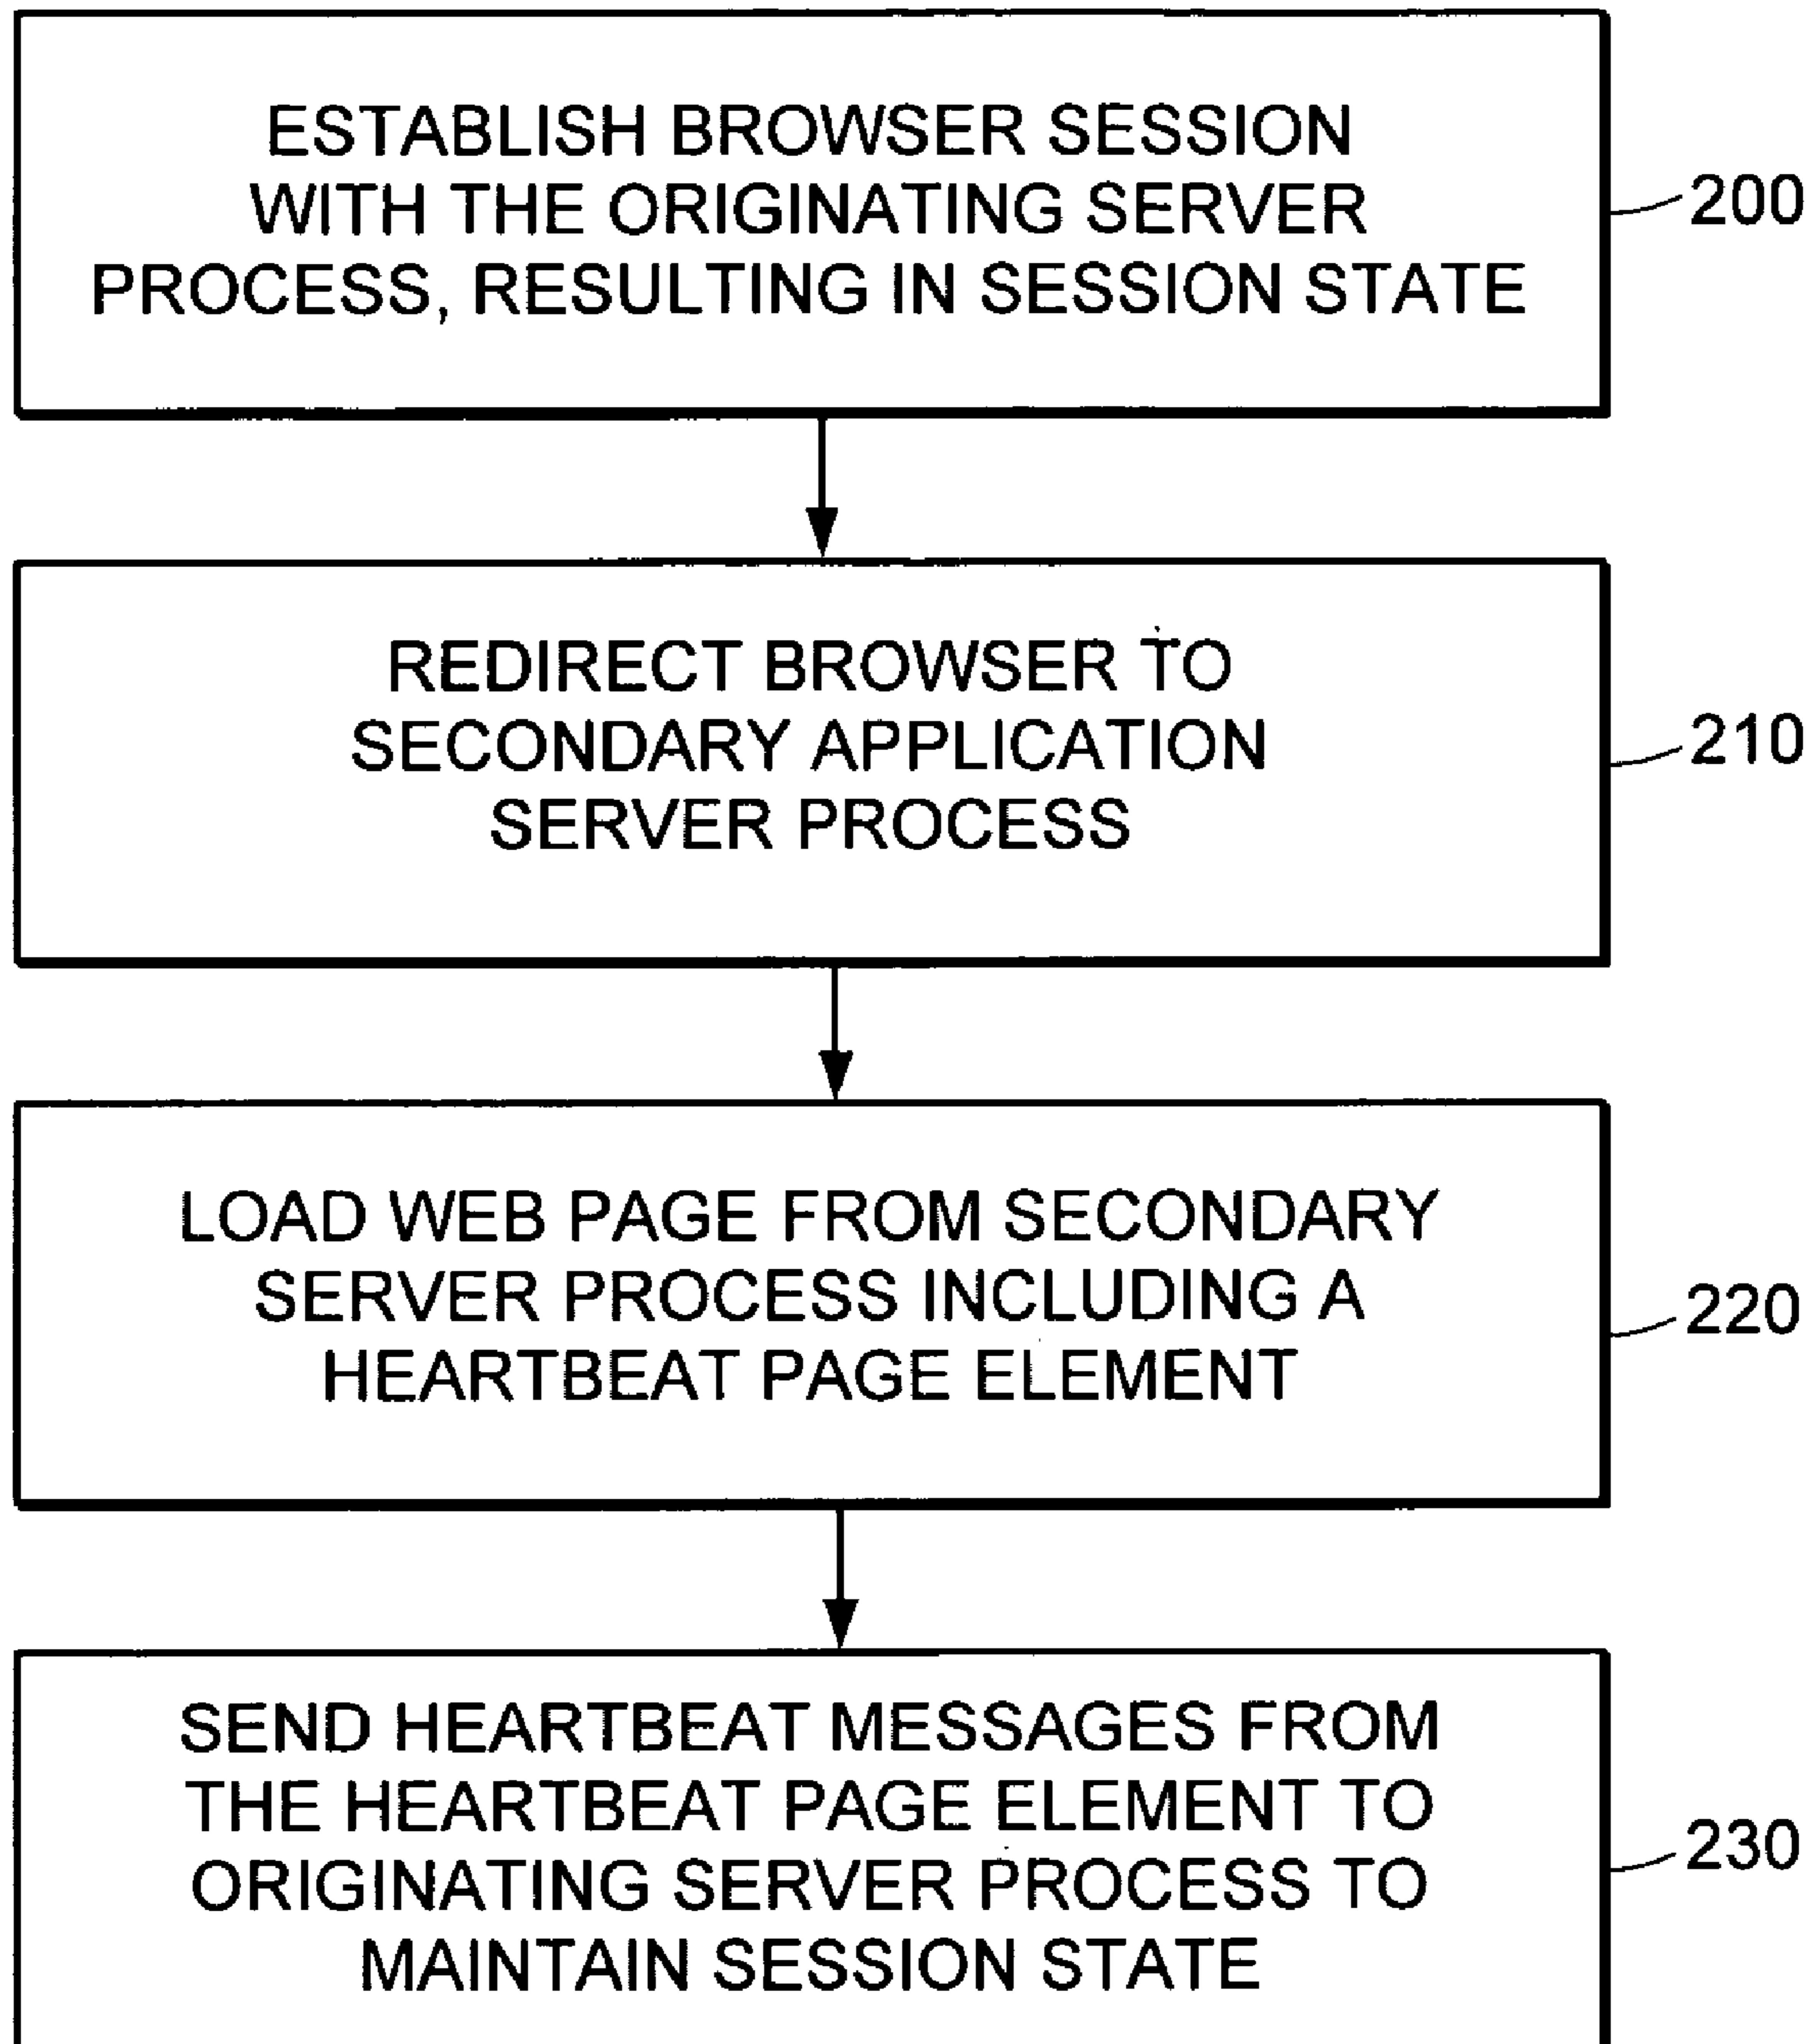 ESTABLISH BROWSER SESSION
WITH THE ORIGINATING SERVER
PROCESS, RESULTING IN SESSION STATE
200
REDIRECT BROWSER TO
SECONDARY APPLICATION
SERVER PROCESS
210
LOAD WEB PAGE FROM SECONDARY
SERVER PROCESS INCLUDING A
HEARTBEAT PAGE ELEMENT
220
SEND HEARTBEAT MESSAGES FROM
THE HEARTBEAT PAGE ELEMENT TO
ORIGINATING SERVER PROCESS TO
MAINTAIN SESSION STATE
230